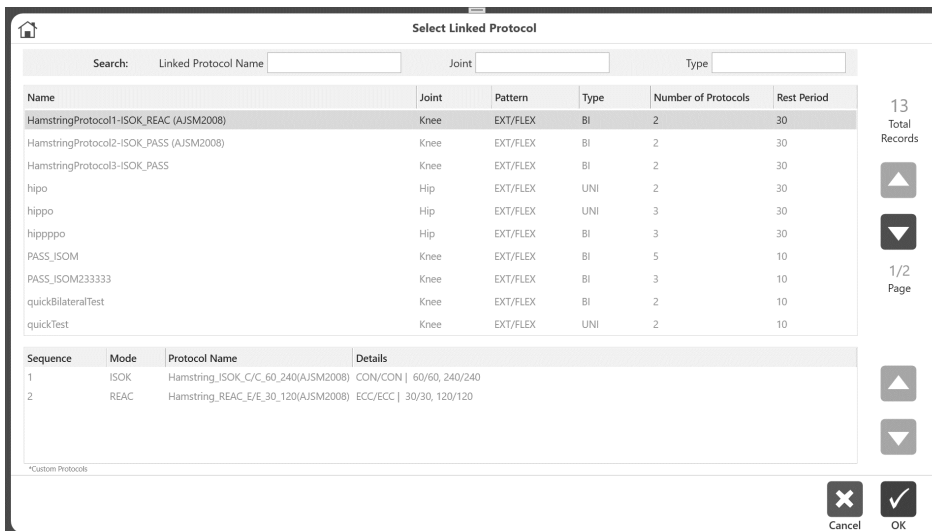 Select Linked Protocol
Search: Linked Protocol Name Joint Type
Name Joint Pattern Type Number of Protocols Rest Period
HamstringProtocol1-ISOK_REAC (AJSM2008) Knee EXT/FLEX BI 2 30
HamstringProtocol2-ISOK_PASS (AJSM2008) Knee EXT/FLEX BI 2 30
HamstringProtocol3-ISOK_PASS Knee EXT/FLEX BI 2 30
hipo Hip EXT/FLEX UNI 2 30
hippo Hip EXT/FLEX UNI 3 30
hippppo Hip EXT/FLEX BI 3 30
PASS_ISOM Knee EXT/FLEX BI 5 10
PASS_ISOM233333 Knee EXT/FLEX BI 3 10
quickBilateralTest Knee EXT/FLEX BI 2 10
quickTest Knee EXT/FLEX UNI 2 10
13
Total
Records
1/2
Page
Sequence Mode Protocol Name Details
1 ISOK Hamstring_ISOK_C/C_60_240(AJSM2008) CON/CON | 60/60, 240/240
2 REAC Hamstring_REAC_E/E_30_120(AJSM2008) ECC/ECC | 30/30, 120/120
*Custom Protocols
Cancel OK